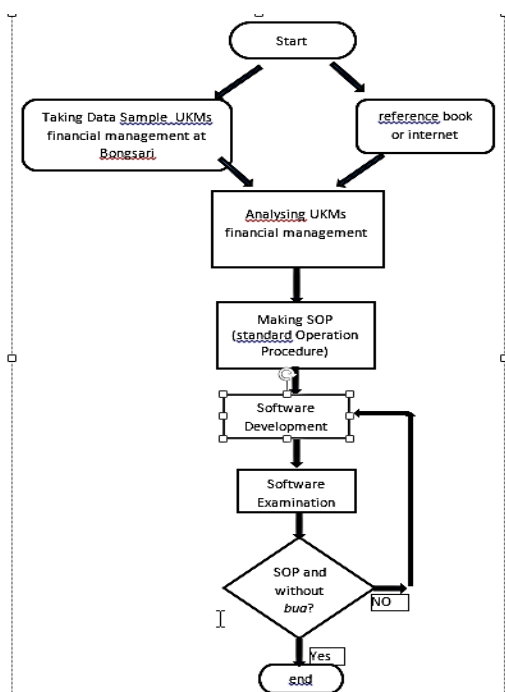 Start
Taking Data Sample UKMs
financial management at
Bongsari
reference book
or internet
Analysing UKMs
financial management
Making SOP
(standard Operation
Procedure)
Software
Development
Software
Examination
SOP and
without
bua?
NO
Yes
end